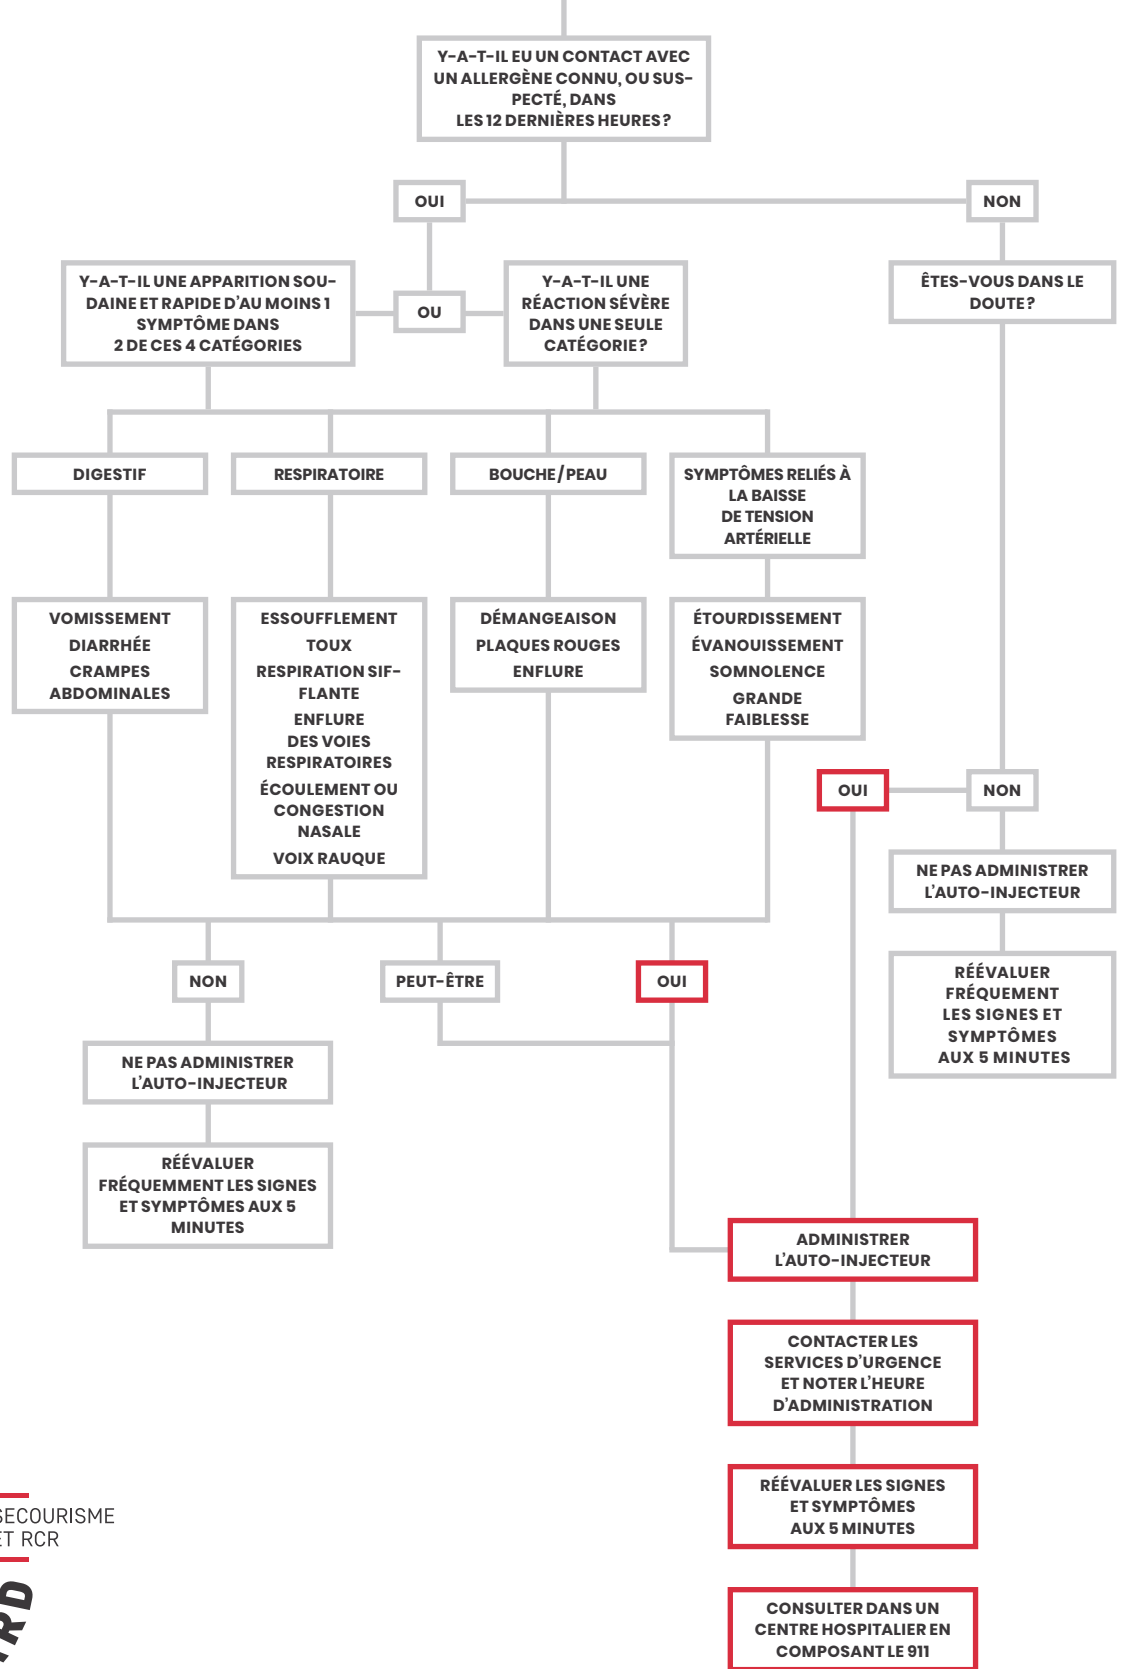 Y-A-T-IL EU UN CONTACT AVEC
UN ALLERGÈNE CONNU, OU SUS-
PECTÉ, DANS
LES 12 DERNIÈRES HEURES?
OUI
NON
Y-A-T-IL UNE APPARITION SOU-
DAINE ET RAPIDE D'AU MOINS 1
SYMPTÔME DANS
2 DE CES 4 CATÉGORIES
OU
Y-A-T-IL UNE
RÉACTION SÉVÈRE
DANS UNE SEULE
CATÉGORIE?
ÊTES-VOUS DANS LE
DOUTE?
DIGESTIF
RESPIRATOIRE
BOUCHE/PEAU
SYMPTÔMES RELIÉS À
LA BAISSE
DE TENSION
ARTÉRIELLE
VOMISSEMENT
DIARRHÉE
CRAMPES
ABDOMINALES
ESSOUFFLEMENT
TOUX
RESPIRATION SIF-
FLANTE
ENFLURE
DES VOIES
RESPIRATOIRES
ÉCOULEMENT OU
CONGESTION
NASALE
VOIX RAUQUE
DÉMANGEAISON
PLAQUES ROUGES
ENFLURE
ÉTOURDISSEMENT
ÉVANOUISSEMENT
SOMNOLENCE
GRANDE
FAIBLESSE
OUI
NON
NE PAS ADMINISTRER
L'AUTO-INJECTEUR
RÉÉVALUER
FRÉQUEMENT
LES SIGNES ET
SYMPTÔMES
AUX 5 MINUTES
NON
PEUT-ÊTRE
OUI
NE PAS ADMINISTRER
L'AUTO-INJECTEUR
RÉÉVALUER
FRÉQUEMMENT LES SIGNES
ET SYMPTÔMES AUX 5
MINUTES
ADMINISTRER
L'AUTO-INJECTEUR
CONTACTER LES
SERVICES D'URGENCE
ET NOTER L'HEURE
D'ADMINISTRATION
RÉÉVALUER LES SIGNES
ET SYMPTÔMES
AUX 5 MINUTES
CONSULTER DANS UN
CENTRE HOSPITALIER EN
COMPOSANT LE 911
SECOURISME
ET RCR
RD